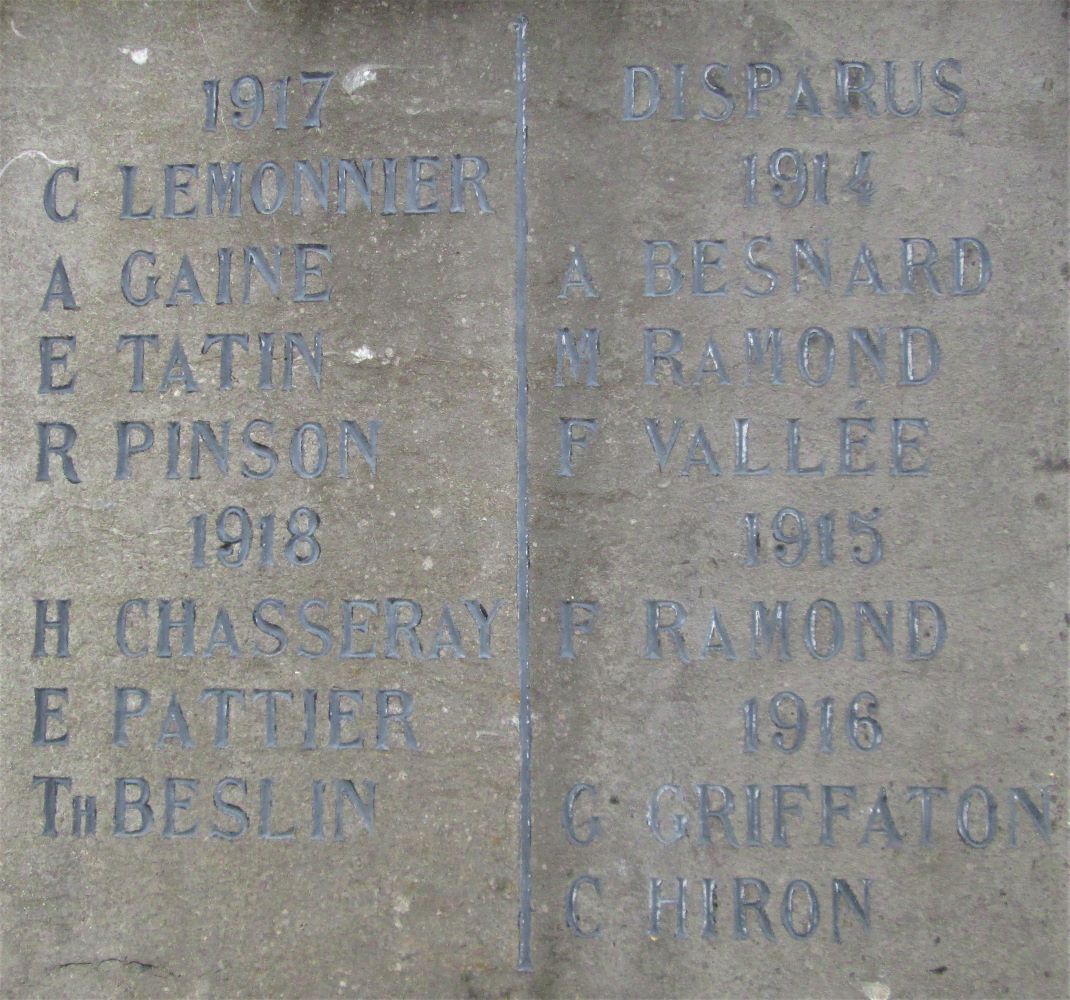 1917
C LEMONNIER
A GAINE
E TATIN
R PINSON
1918
H CHASSERAY
E PATTIER
TH BESLIN
DISPARUS
1914
A BESNARD
M RAMOND
F VALLÉE
1915
F RAMOND
1916
G GRIFFATON
C HIRON